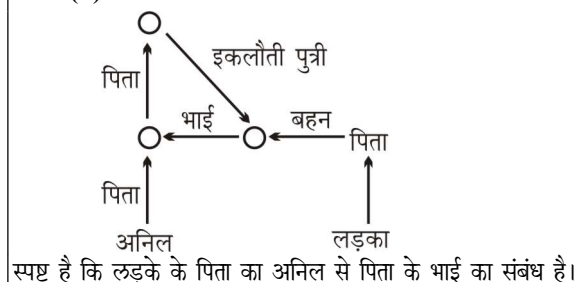 इकलौती पुत्री
पिता
भाई
बहन
पिता
पिता
अनिल
लड़का
स्पष्ट है कि लड़के के पिता का अनिल से पिता के भाई का संबंध है।